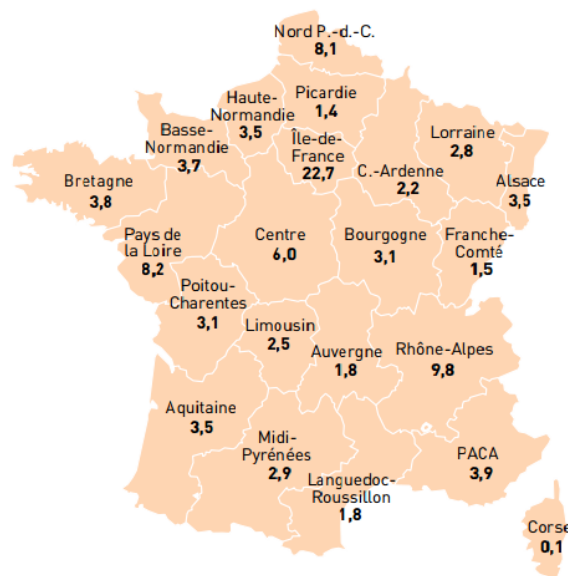 Nord P.-d.-C.
8,1
Picardie
1,4
Haute-
Normandie
3,5
Basse-
Normandie
3,7
Île-de-
France
22,7
Lorraine
2,8
C.-Ardenne
2,2
Alsace
3,5
Bretagne
3,8
Pays de
la Loire
8,2
Centre
6,0
Bourgogne
3,1
Franche-
Comté
1,5
Poitou-
Charentes
3,1
Limousin
2,5
Auvergne
1,8
Rhône-Alpes
9,8
Aquitaine
3,5
Midi-
Pyrénées
2,9
Languedoc-
Roussillon
1,8
PACA
3,9
Corse
0,1